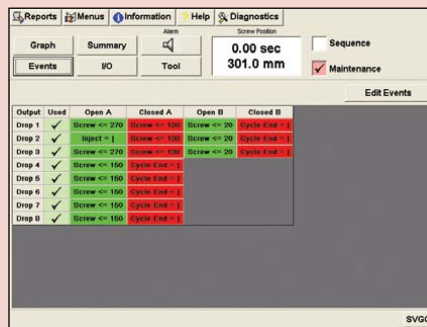 Reports Menus Information ? Help Diagnostics
Alarm Screw Position
Graph Summary 0.00 sec Sequence
Events I/O Tool 301.0 mm Maintenance
Edit Events
Output Used Open A Closed A Open B Closed B
Drop 1 Screw <= 270 Screw <= 130 Screw <= 20 Cycle End = |
Drop 2 Inject = | Screw <= 130 Screw <= 20 Cycle End = |
Drop 3 Screw <= 270 Screw <= 130 Screw <= 20 Cycle End = |
Drop 4 Screw <= 150 Cycle End = |
Drop 5 Screw <= 150 Cycle End = |
Drop 6 Screw <= 150 Cycle End = |
Drop 7 Screw <= 150 Cycle End = |
Drop 8 Screw <= 150 Cycle End = |